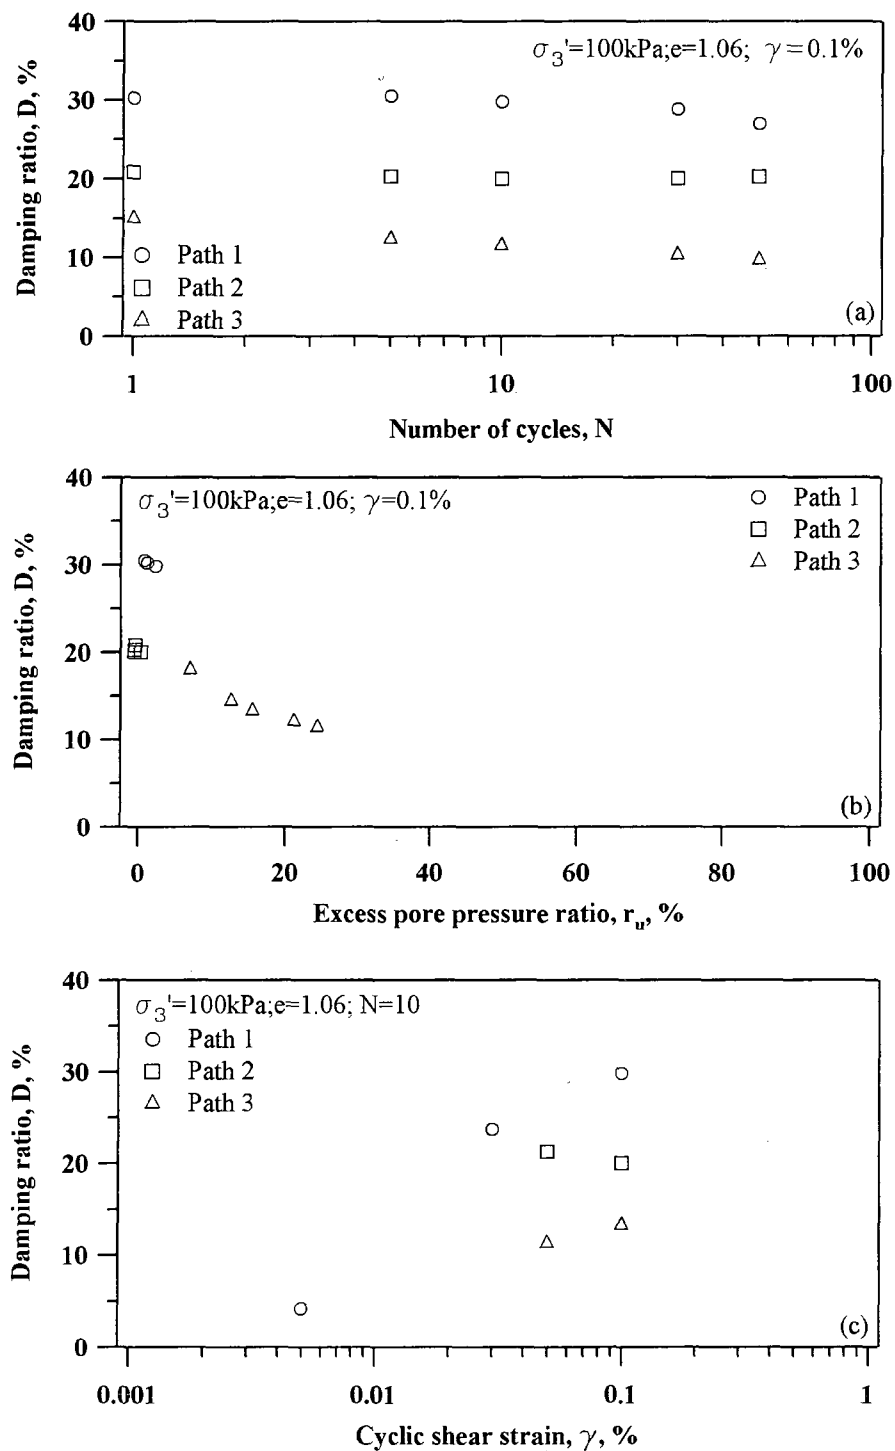 40
σ3'=100kPa;e=1.06; γ=0.1%
30
20
10
0
Damping ratio, D, %
Path 1
Path 2
Path 3
(a)
1 10 100
Number of cycles, N
40
σ3'=100kPa;e=1.06; γ=0.1%
Path 1
Path 2
Path 3
30
20
10
0
Damping ratio, D, %
(b)
0 20 40 60 80 100
Excess pore pressure ratio, ru, %
40
σ3'=100kPa;e=1.06; N=10
Path 1
Path 2
Path 3
30
20
10
0
Damping ratio, D, %
(c)
0.001 0.01 0.1 1
Cyclic shear strain, γ, %